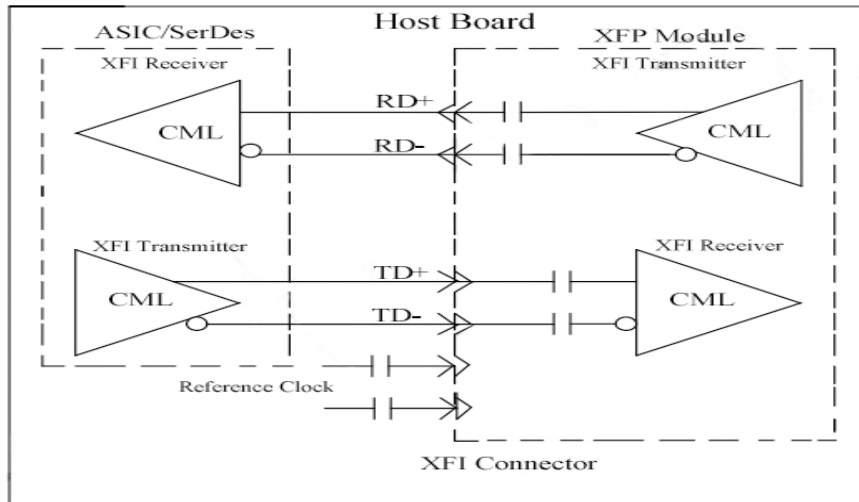 Host Board
ASIC/SerDes
XFP Module
XFI Receiver
XFI Transmitter
RD+
CML
CML
RD-
XFI Transmitter
XFI Receiver
TD+
CML
CML
TD-
Reference Clock
XFI Connector